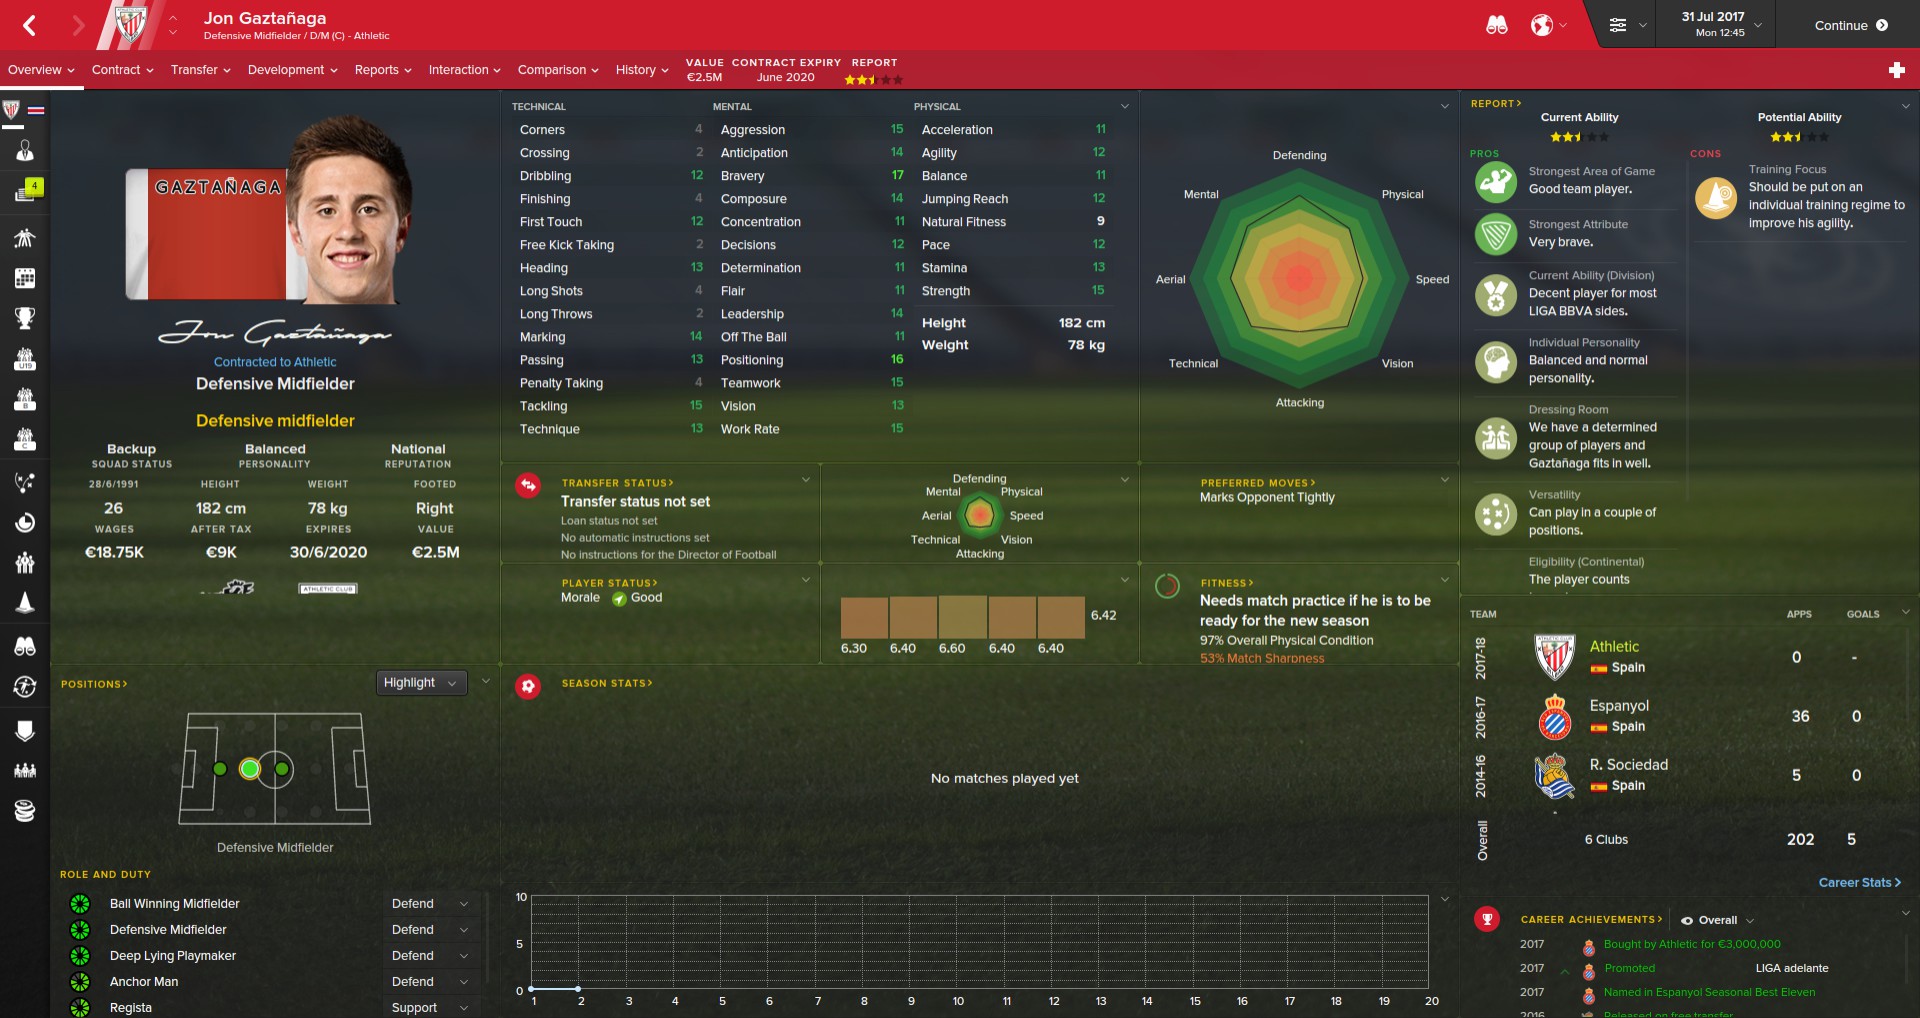 Jon Gaztañaga
Defensive Midfielder / D/M (C) - Athletic
31 Jul 2017
Mon 12:45
Continue
Overview
Contract
Transfer
Development
Reports
Interaction
Comparison
History
VALUE
€2.5M
CONTRACT EXPIRY
June 2020
REPORT
4
U19
B
C
GAZTAÑAGA
Jon Gaztañaga
Contracted to Athletic
Defensive Midfielder
Defensive midfielder
Backup Balanced National
SQUAD STATUS PERSONALITY REPUTATION
28/6/1991 HEIGHT WEIGHT FOOTED
26 182 cm 78 kg Right
WAGES AFTER TAX EXPIRES VALUE
€18.75K €9K 30/6/2020 €2.5M
ATHLETIC CLUB
POSITIONS>
Highlight
Defensive Midfielder
ROLE AND DUTY
Ball Winning Midfielder Defend
Defensive Midfielder Defend
Deep Lying Playmaker Defend
Anchor Man Defend
Regista Support
TECHNICAL
Corners 4
Crossing 2
Dribbling 12
Finishing 4
First Touch 12
Free Kick Taking 2
Heading 13
Long Shots 4
Long Throws 2
Marking 14
Passing 13
Penalty Taking 4
Tackling 15
Technique 13
MENTAL
Aggression 15
Anticipation 14
Bravery 17
Composure 14
Concentration 11
Decisions 12
Determination 11
Flair 11
Leadership 14
Off The Ball 11
Positioning 16
Teamwork 15
Vision 13
Work Rate 15
PHYSICAL
Acceleration 11
Agility 12
Balance 11
Jumping Reach 12
Natural Fitness 9
Pace 12
Stamina 13
Strength 15
Height 182 cm
Weight 78 kg
Defending
Mental Physical
Aerial Speed
Technical Vision
Attacking
TRANSFER STATUS>
Transfer status not set
Loan status not set
No automatic instructions set
No instructions for the Director of Football
Defending
Mental Physical
Aerial Speed
Technical Vision
Attacking
PREFERRED MOVES>
Marks Opponent Tightly
PLAYER STATUS>
Morale Good
6.42
6.30 6.40 6.60 6.40 6.40
FITNESS>
Needs match practice if he is to be
ready for the new season
97% Overall Physical Condition
53% Match Sharpness
SEASON STATS>
No matches played yet
10
5
0
1 2 3 4 5 6 7 8 9 10 11 12 13 14 15 16 17 18 19 20
REPORT>
Current Ability
Potential Ability
PROS
Strongest Area of Game
Good team player.
Strongest Attribute
Very brave.
Current Ability (Division)
Decent player for most
LIGA BBVA sides.
Individual Personality
Balanced and normal
personality.
Dressing Room
We have a determined
group of players and
Gaztañaga fits in well.
Versatility
Can play in a couple of
positions.
Eligibility (Continental)
The player counts
CONS
Training Focus
Should be put on an
individual training regime to
improve his agility.
TEAM APPS GOALS
2017-18 Athletic Spain 0 -
2016-17 Espanyol Spain 36 0
2014-16 R. Sociedad Spain 5 0
Overall 6 Clubs 202 5
Career Stats >
CAREER ACHIEVEMENTS>
Overall
2017 Bought by Athletic for €3,000,000
2017 Promoted LIGA adelante
2017 Named in Espanyol Seasonal Best Eleven
2016 Released on free transfer